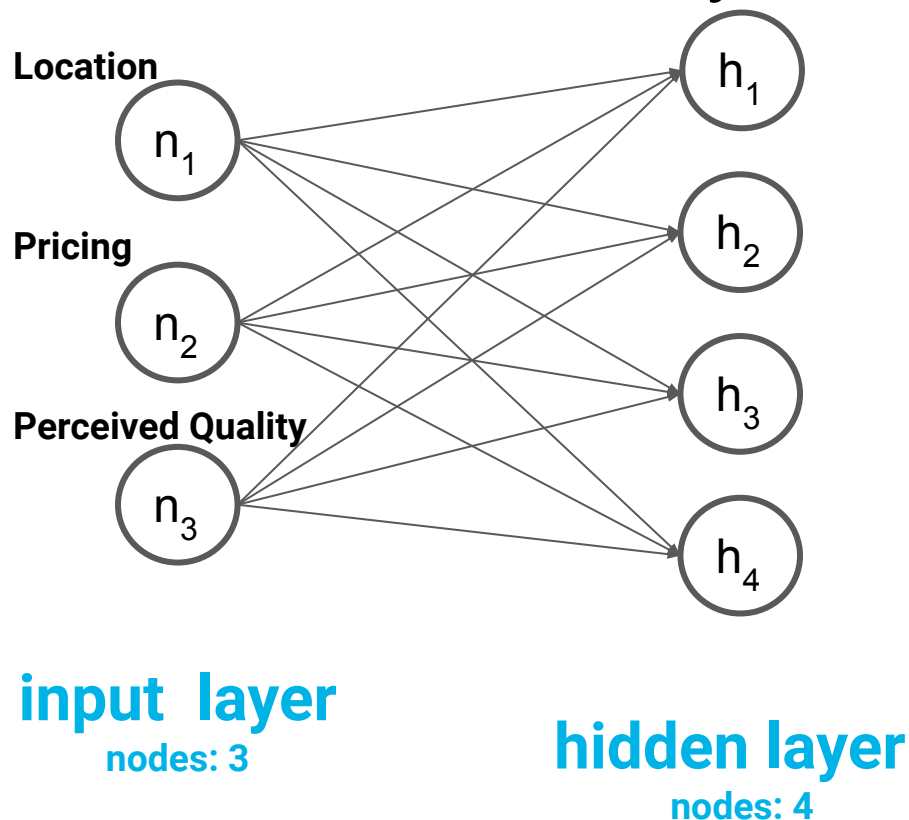 Location
n1
Pricing
n2
Perceived Quality
n3
h1
h2
h3
h4
input layer
nodes: 3
hidden layer
nodes: 4